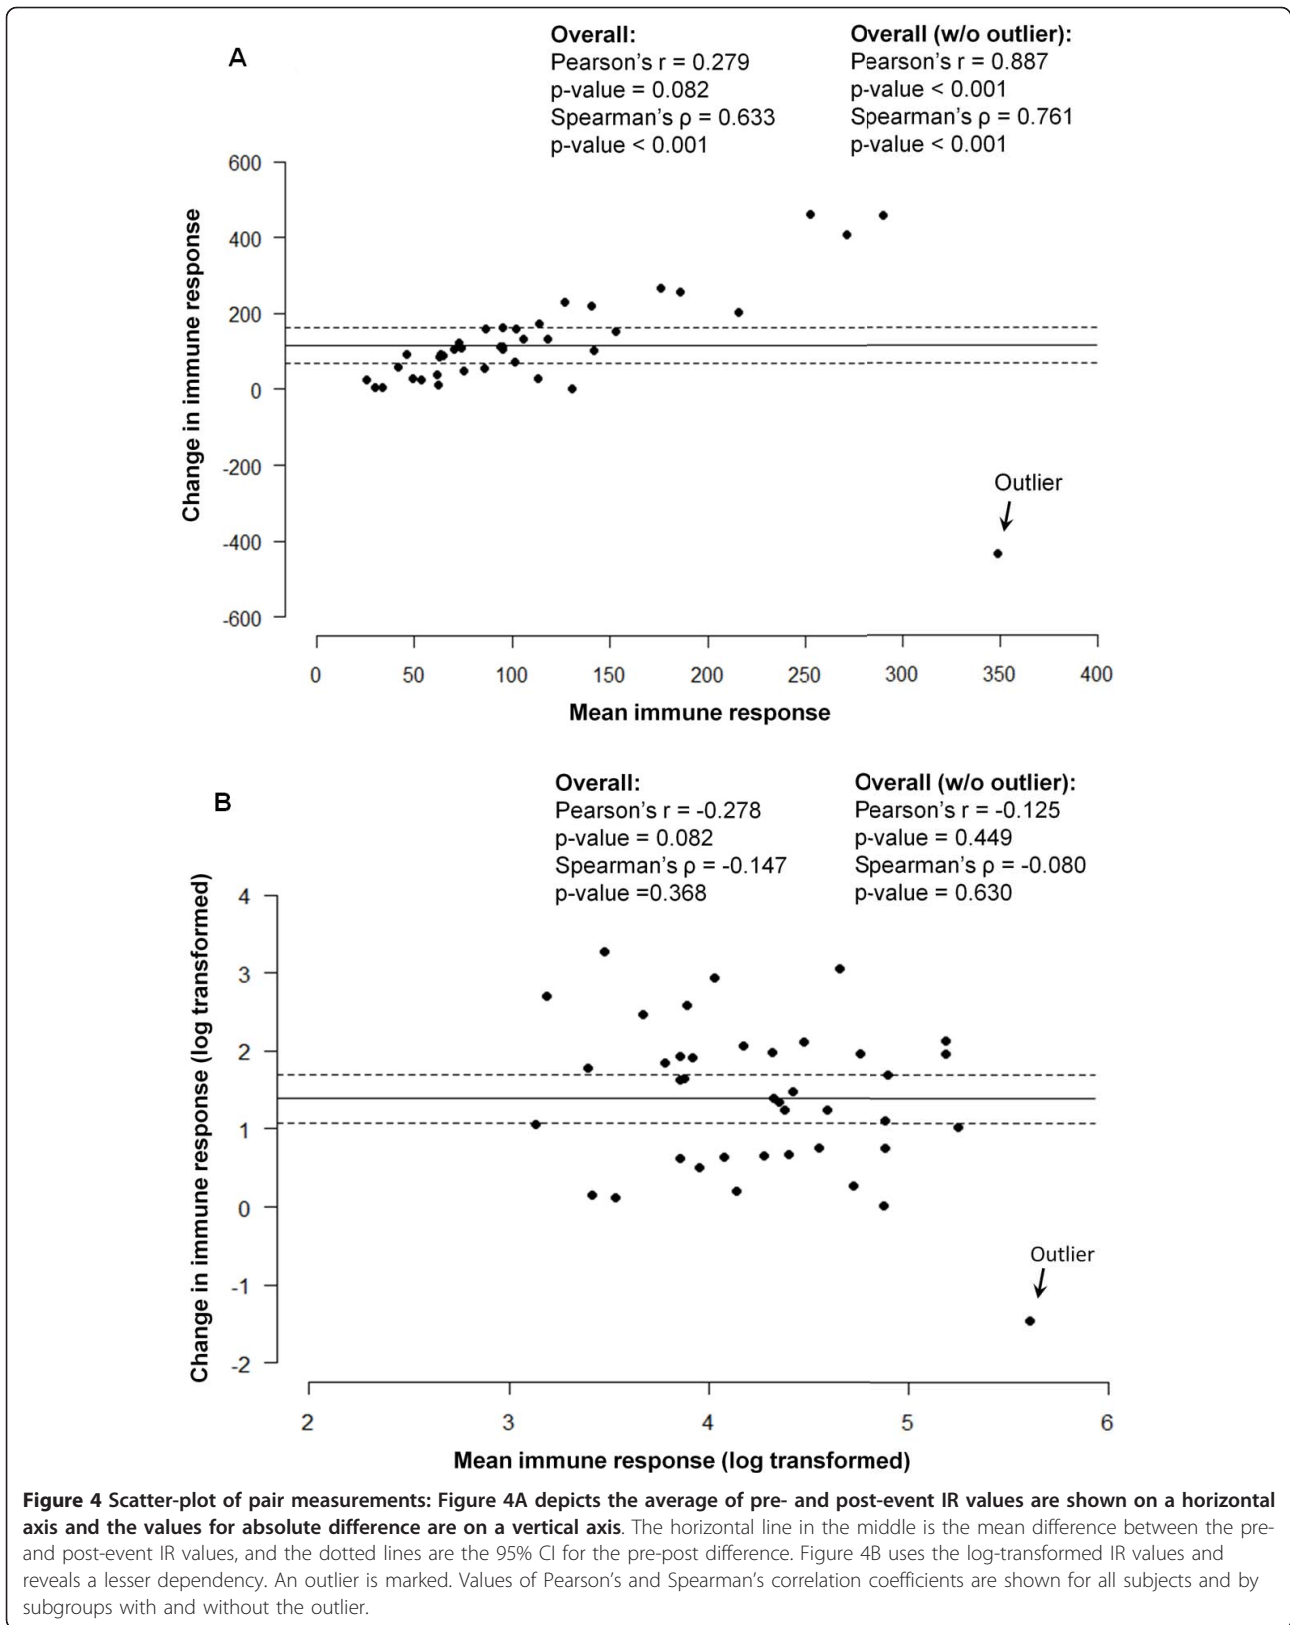 A
Overall:
Pearson's r = 0.279
p-value = 0.082
Spearman's ρ = 0.633
p-value < 0.001
Overall (w/o outlier):
Pearson's r = 0.887
p-value < 0.001
Spearman's ρ = 0.761
p-value < 0.001
Change in immune response
600
400
200
0
-200
-400
-600
Outlier
0 50 100 150 200 250 300 350 400
Mean immune response
B
Overall:
Pearson's r = -0.278
p-value = 0.082
Spearman's ρ = -0.147
p-value =0.368
Overall (w/o outlier):
Pearson's r = -0.125
p-value = 0.449
Spearman's ρ = -0.080
p-value = 0.630
Change in immune response (log transformed)
4
3
2
1
0
-1
-2
Outlier
2 3 4 5 6
Mean immune response (log transformed)
Figure 4 Scatter-plot of pair measurements: Figure 4A depicts the average of pre- and post-event IR values are shown on a horizontal
axis and the values for absolute difference are on a vertical axis. The horizontal line in the middle is the mean difference between the pre-
and post-event IR values, and the dotted lines are the 95% CI for the pre-post difference. Figure 4B uses the log-transformed IR values and
reveals a lesser dependency. An outlier is marked. Values of Pearson's and Spearman's correlation coefficients are shown for all subjects and by
subgroups with and without the outlier.